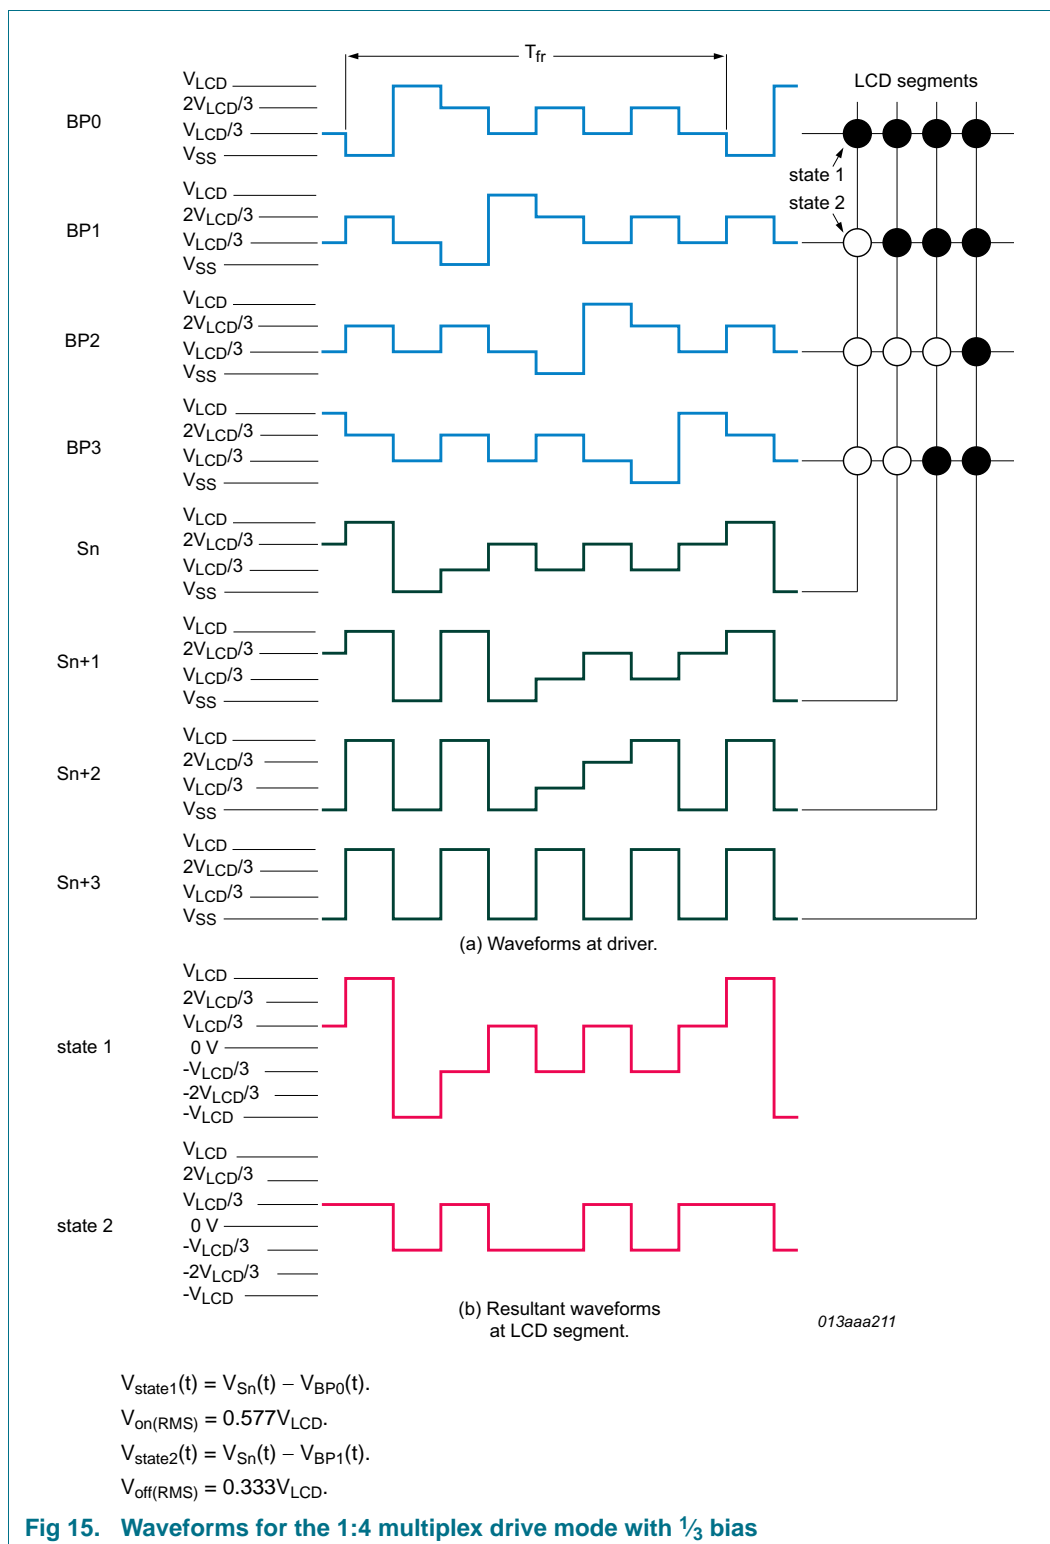 Tfr
VLCD
2VLCD/3
BP0
VLCD/3
VSS
LCD segments
state 1
state 2
VLCD
2VLCD/3
BP1
VLCD/3
VSS
VLCD
2VLCD/3
BP2
VLCD/3
VSS
VLCD
2VLCD/3
BP3
VLCD/3
VSS
VLCD
2VLCD/3
Sn
VLCD/3
VSS
VLCD
2VLCD/3
Sn+1
VLCD/3
VSS
VLCD
2VLCD/3
Sn+2
VLCD/3
VSS
VLCD
2VLCD/3
Sn+3
VLCD/3
VSS
(a) Waveforms at driver.
VLCD
2VLCD/3
VLCD/3
state 1
0 V
-VLCD/3
-2VLCD/3
-VLCD
VLCD
2VLCD/3
VLCD/3
state 2
0 V
-VLCD/3
-2VLCD/3
-VLCD
(b) Resultant waveforms
at LCD segment.
013aaa211
Vstate1(t) = VSn(t) − VBP0(t).
Von(RMS) = 0.577VLCD.
Vstate2(t) = VSn(t) − VBP1(t).
Voff(RMS) = 0.333VLCD.
Fig 15. Waveforms for the 1:4 multiplex drive mode with 1⁄3 bias